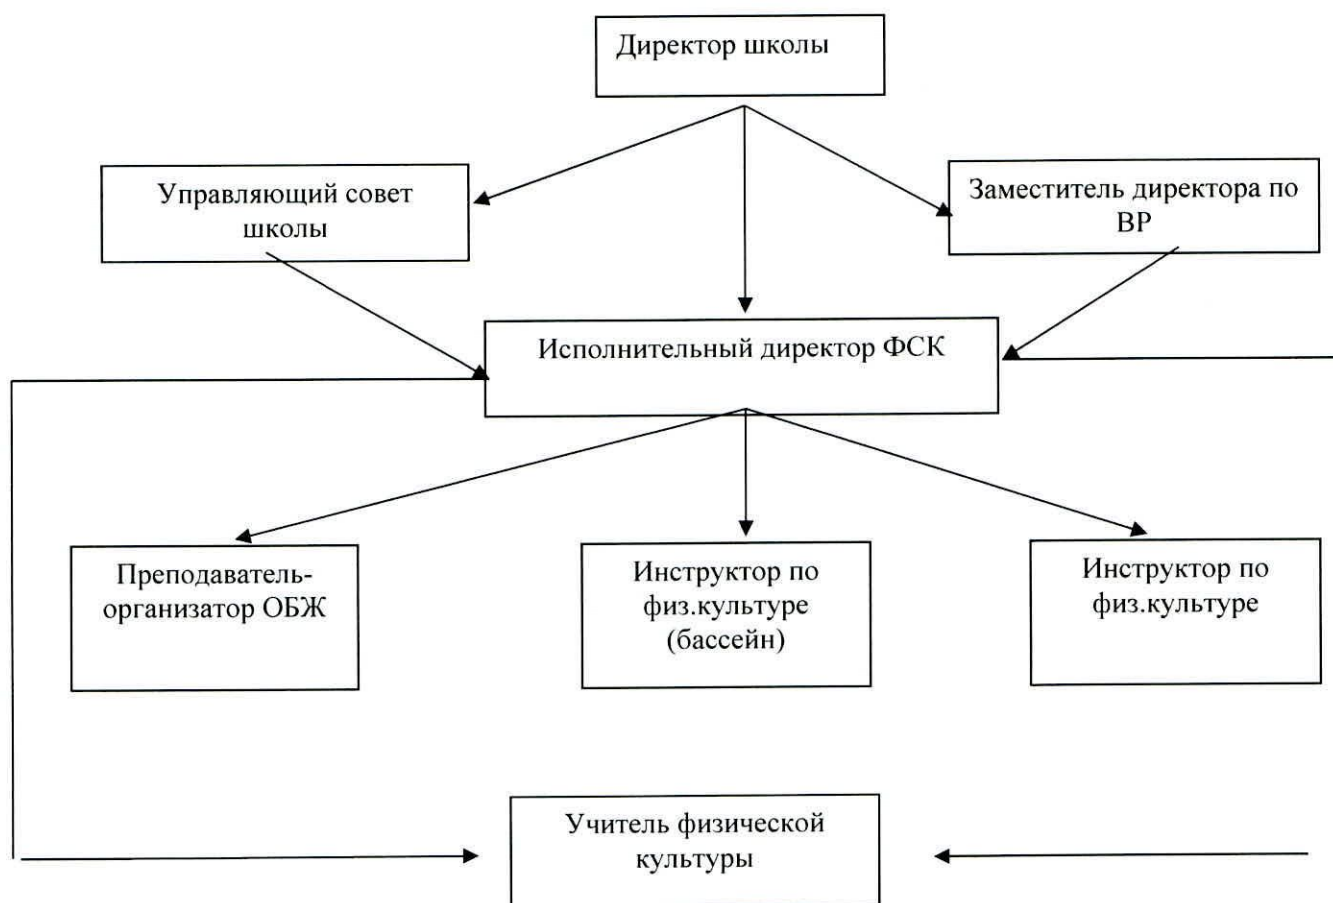 Директор школы
Управляющий совет
школы
Заместитель директора по
ВР
Исполнительный директор ФСК
Преподаватель-
организатор ОБЖ
Инструктор по
физ.культуре
(бассейн)
Инструктор по
физ.культуре
Учитель физической
культуры